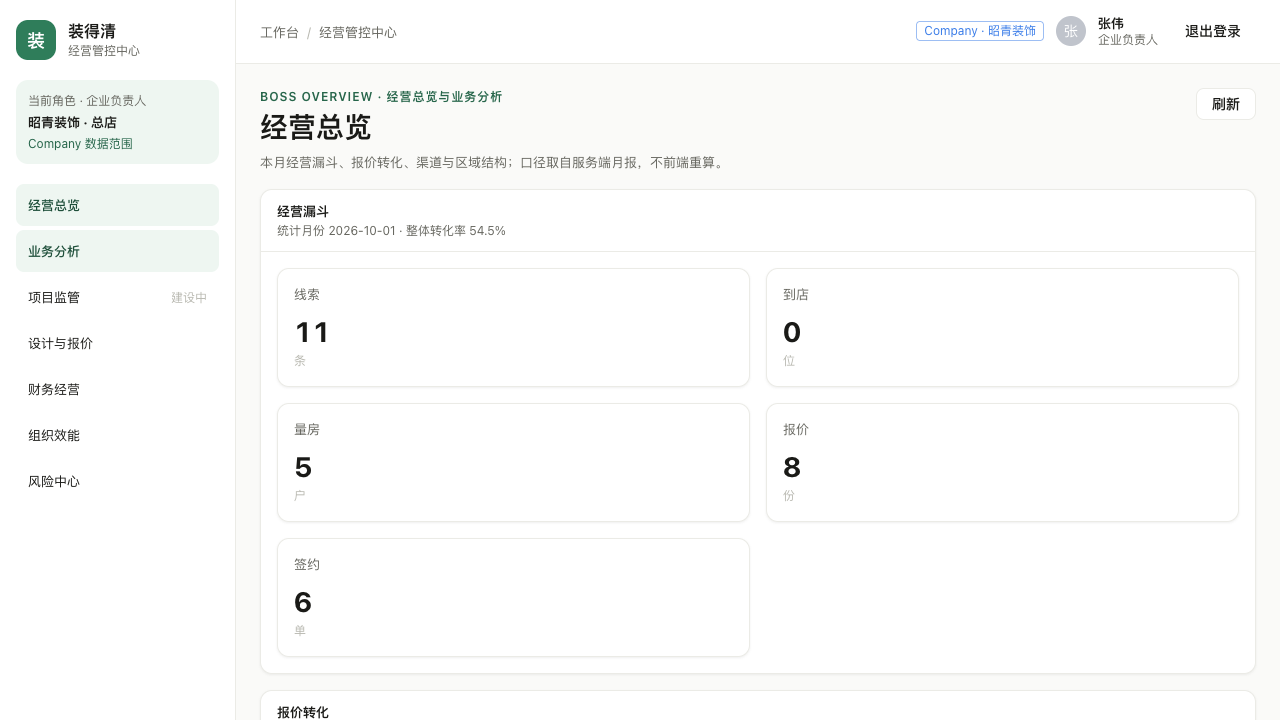 装
装得清
经营管控中心
当前角色 · 企业负责人
昭青装饰 · 总店
Company 数据范围
经营总览
业务分析
项目监管 建设中
设计与报价
财务经营
组织效能
风险中心
工作台 / 经营管控中心
Company · 昭青装饰
张
张伟
企业负责人
退出登录
BOSS OVERVIEW · 经营总览与业务分析
经营总览
本月经营漏斗、报价转化、渠道与区域结构；口径取自服务端月报，不前端重算。
刷新
经营漏斗
统计月份 2026-10-01 · 整体转化率 54.5%
线索
11
条
到店
0
位
量房
5
户
报价
8
份
签约
6
单
报价转化